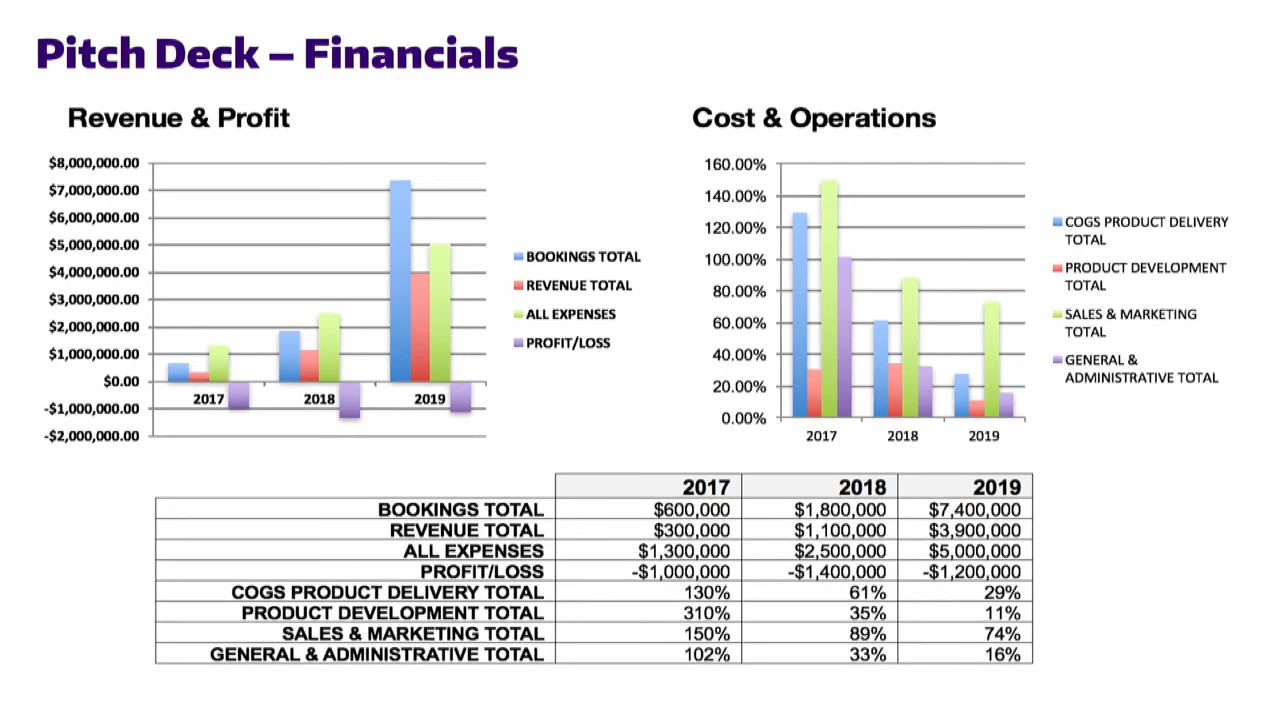 Pitch Deck – Financials
Revenue & Profit
$8,000,000.00
$7,000,000.00
$6,000,000.00
$5,000,000.00
$4,000,000.00
$3,000,000.00
$2,000,000.00
$1,000,000.00
$0.00
-$1,000,000.00
-$2,000,000.00
2017 2018 2019
BOOKINGS TOTAL
REVENUE TOTAL
ALL EXPENSES
PROFIT/LOSS
Cost & Operations
160.00%
140.00%
120.00%
100.00%
80.00%
60.00%
40.00%
20.00%
0.00%
2017 2018 2019
COGS PRODUCT DELIVERY
TOTAL
PRODUCT DEVELOPMENT
TOTAL
SALES & MARKETING
TOTAL
GENERAL &
ADMINISTRATIVE TOTAL
2017 2018 2019
BOOKINGS TOTAL $600,000 $1,800,000 $7,400,000
REVENUE TOTAL $300,000 $1,100,000 $3,900,000
ALL EXPENSES $1,300,000 $2,500,000 $5,000,000
PROFIT/LOSS -$1,000,000 -$1,400,000 -$1,200,000
COGS PRODUCT DELIVERY TOTAL 130% 61% 29%
PRODUCT DEVELOPMENT TOTAL 310% 35% 11%
SALES & MARKETING TOTAL 150% 89% 74%
GENERAL & ADMINISTRATIVE TOTAL 102% 33% 16%